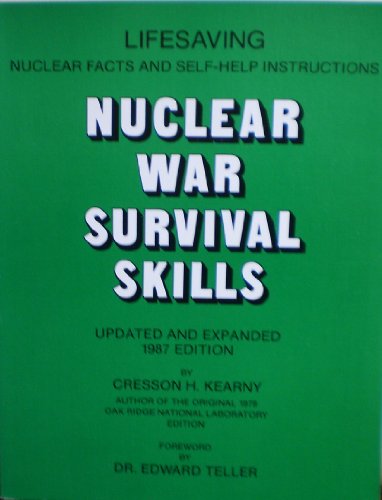 LIFESAVING
NUCLEAR FACTS AND SELF-HELP INSTRUCTIONS
NUCLEAR
WAR
SURVIVAL
SKILLS
UPDATED AND EXPANDED
1987 EDITION
BY
CRESSON H. KEARNY
AUTHOR OF THE ORIGINAL 1979
OAK RIDGE NATIONAL LABORATORY
EDITION
FOREWORD
BY
DR. EDWARD TELLER